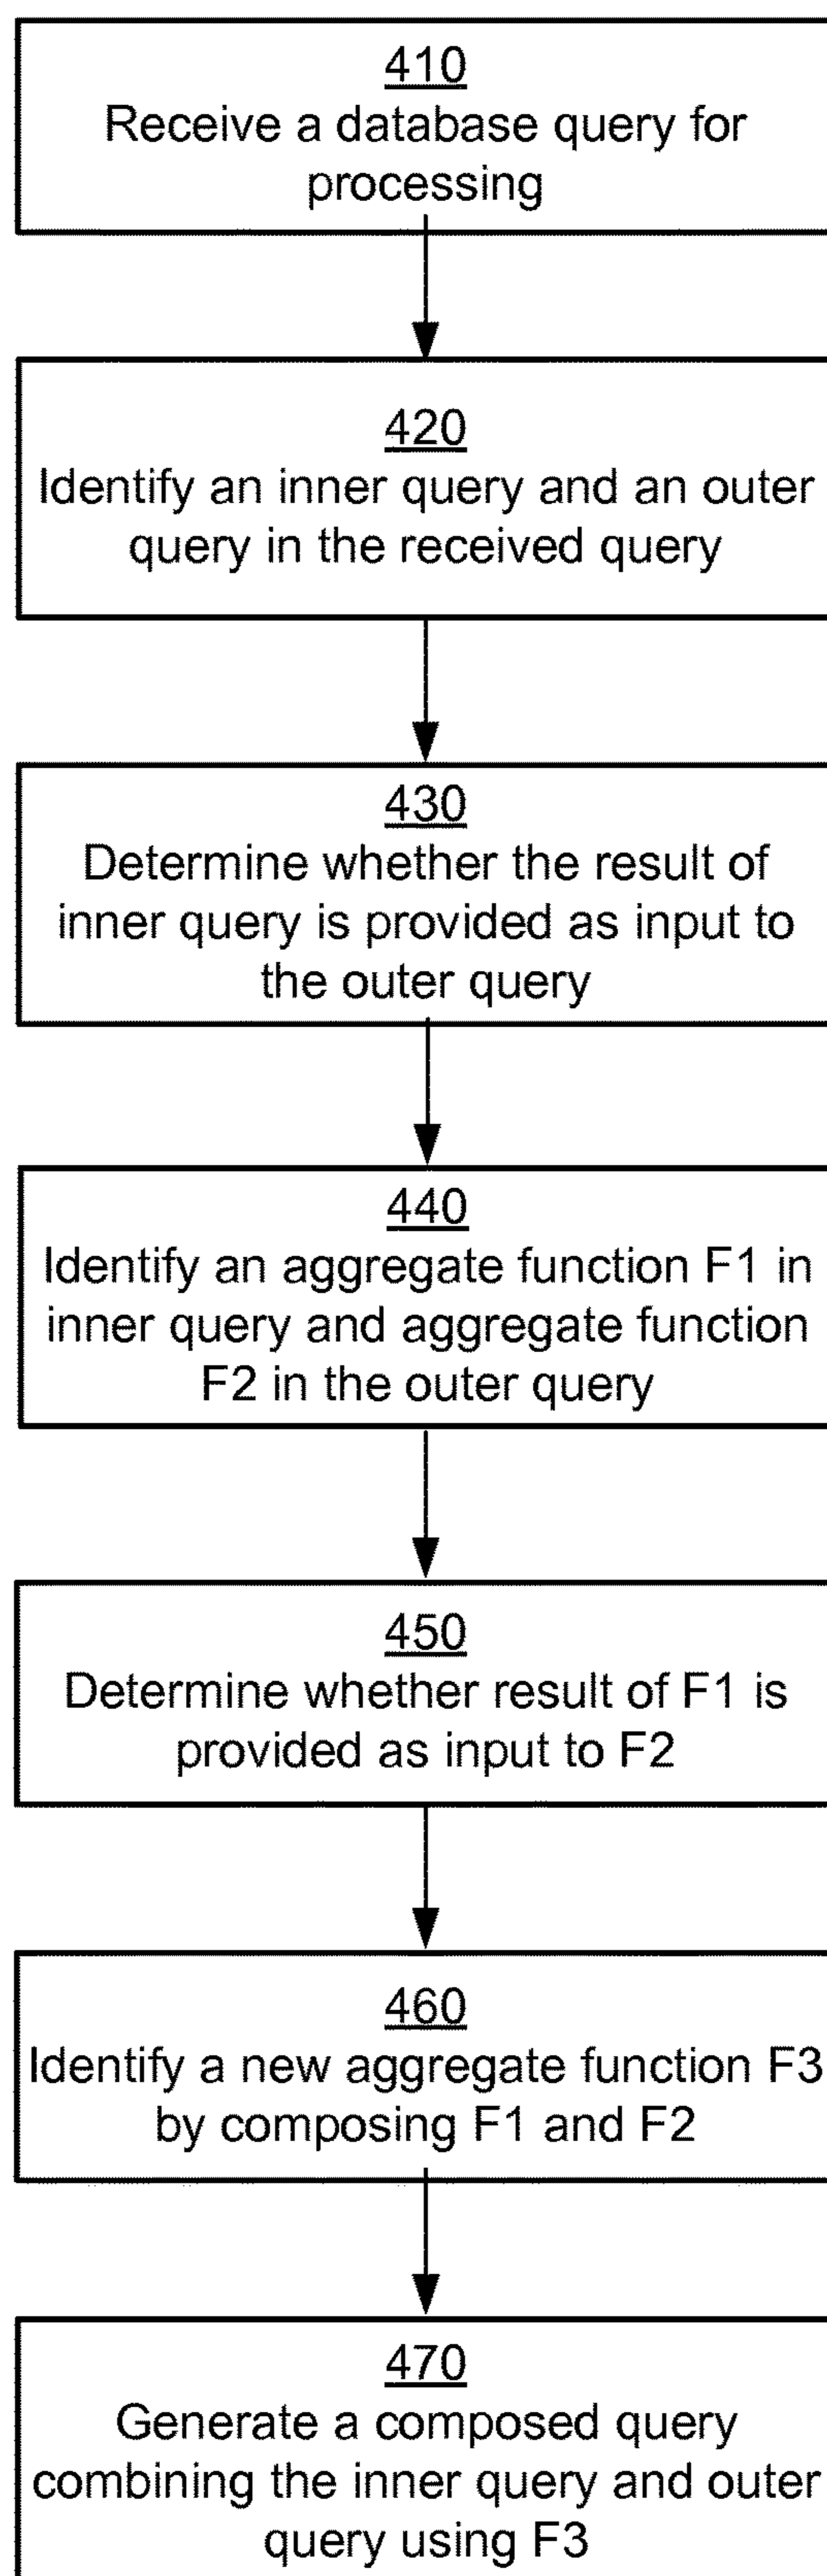 410
Receive a database query for
processing
420
Identify an inner query and an outer
query in the received query
430
Determine whether the result of
inner query is provided as input to
the outer query
440
Identify an aggregate function F1 in
inner query and aggregate function
F2 in the outer query
450
Determine whether result of F1 is
provided as input to F2
460
Identify a new aggregate function F3
by composing F1 and F2
470
Generate a composed query
combining the inner query and outer
query using F3